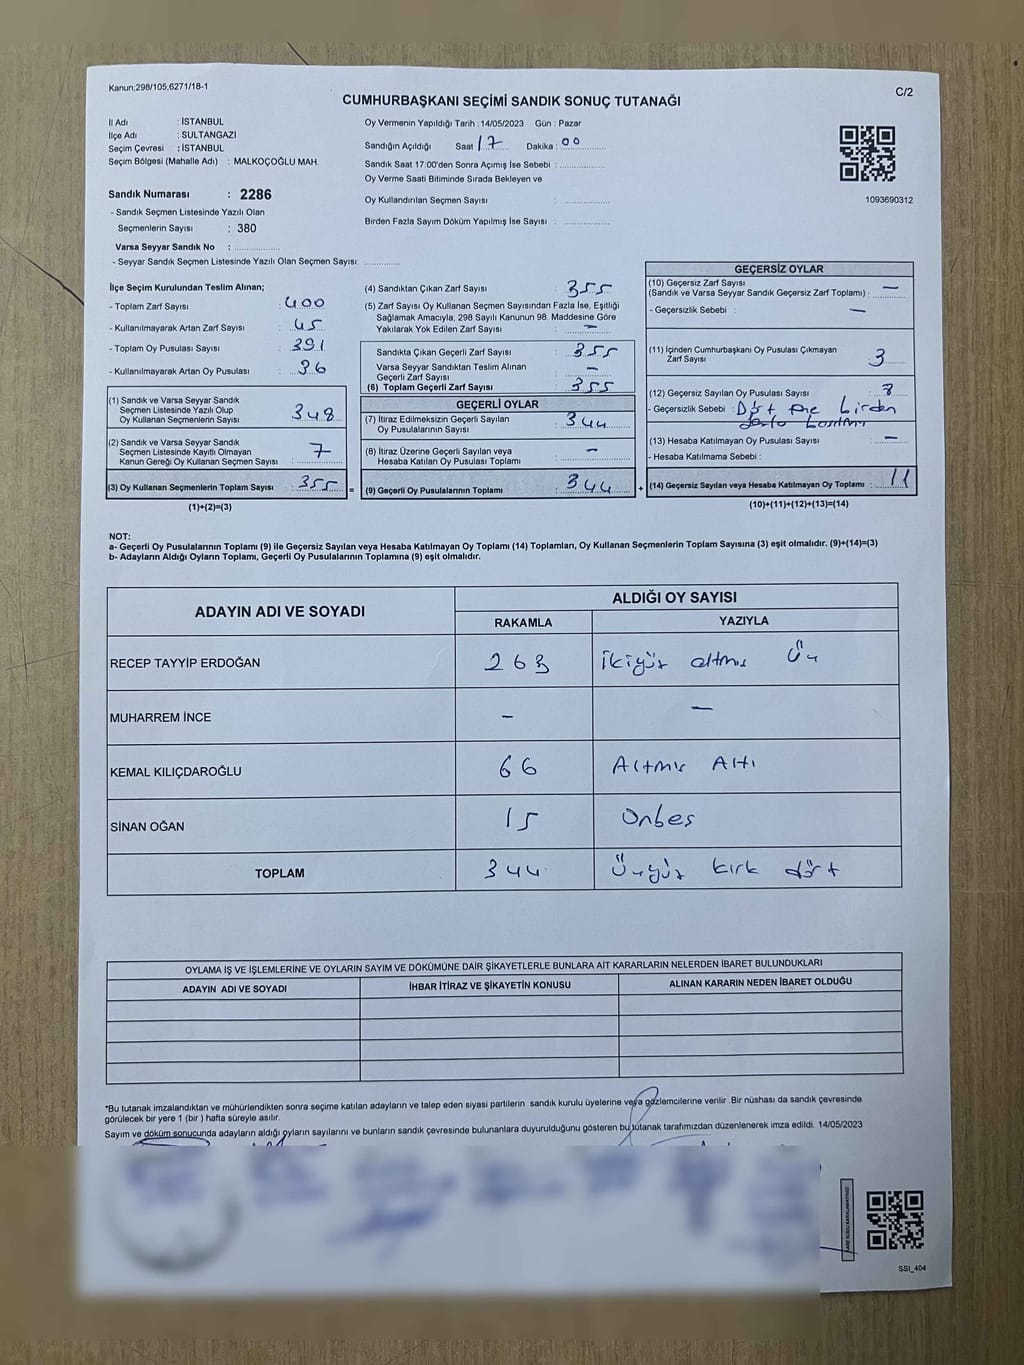 Kanun;298/105,6271/18-1
C/2
CUMHURBAŞKANI SEÇİMİ SANDIK SONUÇ TUTANAĞI
İl Adı : İSTANBUL
İlçe Adı : SULTANGAZİ
Seçim Çevresi : İSTANBUL
Seçim Bölgesi (Mahalle Adı) : MALKOÇOĞLU MAH.
Sandık Numarası : 2286
- Sandık Seçmen Listesinde Yazılı Olan
Seçmenlerin Sayısı : 380
Varsa Seyyar Sandık No :
- Seyyar Sandık Seçmen Listesinde Yazılı Olan Seçmen Sayısı:
Oy Vermenin Yapıldığı Tarih :14/05/2023 Gün : Pazar
Sandığın Açıldığı Saat 17 Dakika : 00
Sandık Saat 17:00'den Sonra Açımış İse Sebebi :
Oy Verme Saati Bitiminde Sırada Bekleyen ve
Oy Kullandırılan Seçmen Sayısı :
Birden Fazla Sayım Döküm Yapılmış İse Sayısı :
1093690312
İlçe Seçim Kurulundan Teslim Alınan;
- Toplam Zarf Sayısı : 400
- Kullanılmayarak Artan Zarf Sayısı : 45
- Toplam Oy Pusulası Sayısı : 391
- Kullanılmayarak Artan Oy Pusulası : 36
(1) Sandık ve Varsa Seyyar Sandık
Seçmen Listesinde Yazılı Olup
Oy Kullanan Seçmenlerin Sayısı : 348
(2) Sandık ve Varsa Seyyar Sandık
Seçmen Listesinde Kayıtlı Olmayan
Kanun Gereği Oy Kullanan Seçmen Sayısı : 7
(3) Oy Kullanan Seçmenlerin Toplam Sayısı : 355
(1)+(2)=(3)
(4) Sandıktan Çıkan Zarf Sayısı : 355
(5) Zarf Sayısı Oy Kullanan Seçmen Sayısından Fazla İse, Eşitliği
Sağlamak Amacıyla, 298 Sayılı Kanunun 98. Maddesine Göre
Yakılarak Yok Edilen Zarf Sayısı : –
Sandıkta Çıkan Geçerli Zarf Sayısı : 355
Varsa Seyyar Sandıktan Teslim Alınan
Geçerli Zarf Sayısı : –
(6) Toplam Geçerli Zarf Sayısı : 355
GEÇERLİ OYLAR
(7) İtiraz Edilmeksizin Geçerli Sayılan
Oy Pusulalarının Sayısı : 344
(8) İtiraz Üzerine Geçerli Sayılan veya
Hesaba Katılan Oy Pusulası Toplamı : –
= (9) Geçerli Oy Pusulalarının Toplamı : 344
GEÇERSİZ OYLAR
(10) Geçersiz Zarf Sayısı
(Sandık ve Varsa Seyyar Sandık Geçersiz Zarf Toplamı) : –
- Geçersizlik Sebebi : –
(11) İçinden Cumhurbaşkanı Oy Pusulası Çıkmayan
Zarf Sayısı : 3
(12) Geçersiz Sayılan Oy Pusulası Sayısı : 8
- Geçersizlik Sebebi : Dört birden
(13) Hesaba Katılmayan Oy Pusulası Sayısı : –
- Hesaba Katılmama Sebebi :
+ (14) Geçersiz Sayılan veya Hesaba Katılmayan Oy Toplamı : 11
(10)+(11)+(12)+(13)=(14)
NOT:
a- Geçerli Oy Pusulalarının Toplamı (9) ile Geçersiz Sayılan veya Hesaba Katılmayan Oy Toplamı (14) Toplamları, Oy Kullanan Seçmenlerin Toplam Sayısına (3) eşit olmalıdır. (9)+(14)=(3)
b- Adayların Aldığı Oyların Toplamı, Geçerli Oy Pusulalarının Toplamına (9) eşit olmalıdır.
ADAYIN ADI VE SOYADI ALDIĞI OY SAYISI
RAKAMLA YAZIYLA
RECEP TAYYİP ERDOĞAN 263 ikiyüz altmış Üç
MUHARREM İNCE – –
KEMAL KILIÇDAROĞLU 66 Altmış Altı
SİNAN OĞAN 15 Onbeş
TOPLAM 344 Üçyüz kırk dört
OYLAMA İŞ VE İŞLEMLERİNE VE OYLARIN SAYIM VE DÖKÜMÜNE DAİR ŞİKAYETLERLE BUNLARA AİT KARARLARIN NELERDEN İBARET BULUNDUKLARI
ADAYIN ADI VE SOYADI İHBAR İTİRAZ VE ŞİKAYETİN KONUSU ALINAN KARARIN NEDEN İBARET OLDUĞU
*Bu tutanak imzalandıktan ve mühürlendikten sonra seçime katılan adayların ve talep eden siyasi partilerin sandık kurulu üyelerine veya gözlemcilerine verilir .Bir nüshası da sandık çevresinde
görülecek bir yere 1 (bir ) hafta süreyle asılır.
Sayım ve döküm sonucunda adayların aldığı oyların sayılarını ve bunların sandık çevresinde bulunanlara duyurulduğunu gösteren bu tutanak tarafımızdan düzenlenerek imza edildi. 14/05/2023
SSI_404